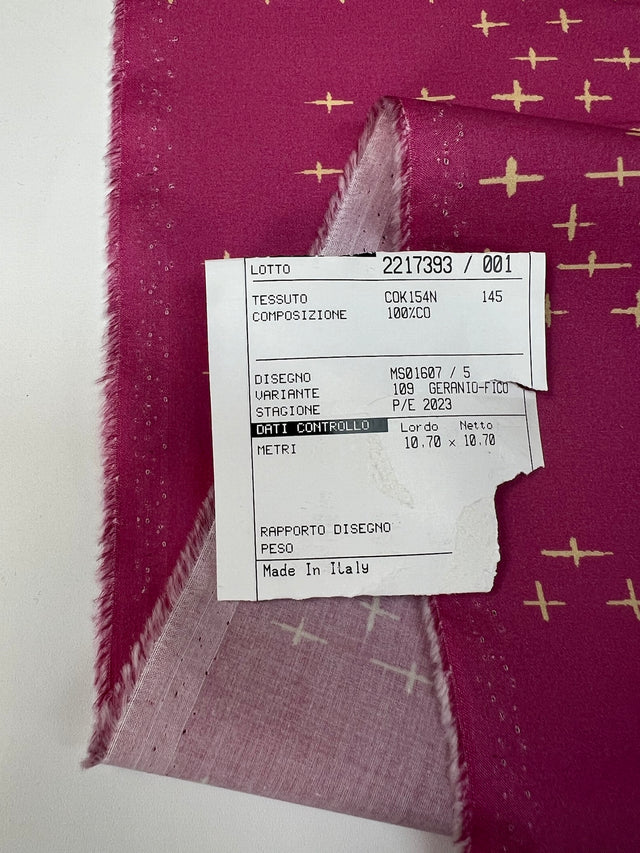 LOTTO 2217393 / 001
TESSUTO COK154N 145
COMPOSIZIONE 100%CO
DISEGNO MS01607 / 5
VARIANTE 109 GERANIO-FICO
STAGIONE P/E 2023
DATI CONTROLLO Lordo Netto
METRI 10.70 x 10.70
RAPPORTO DISEGNO
PESO
Made In Italy